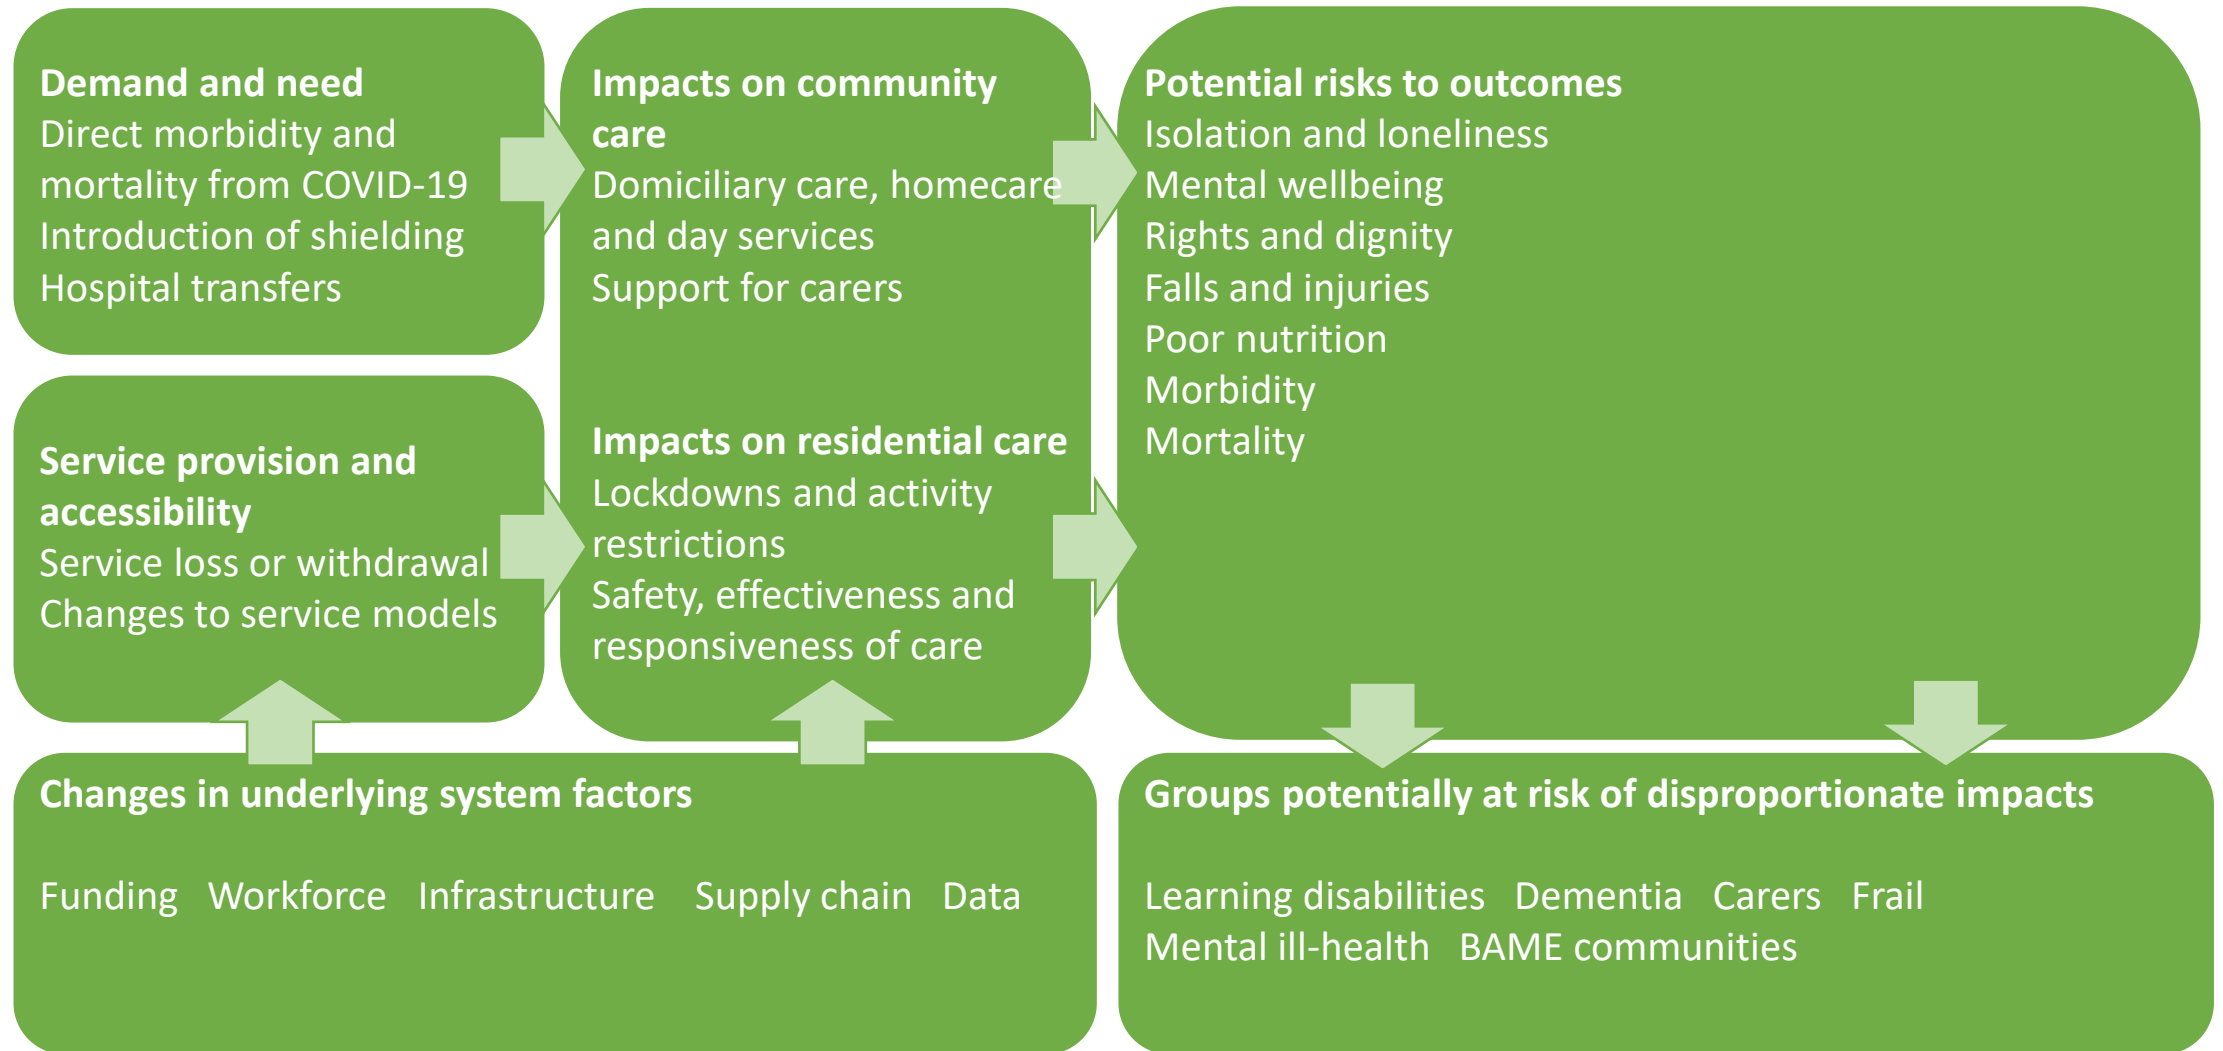 Demand and need
Direct morbidity and
mortality from COVID-19
Introduction of shielding
Hospital transfers
Service provision and
accessibility
Service loss or withdrawal
Changes to service models
Impacts on community
care
Domiciliary care, homecare
and day services
Support for carers
Impacts on residential care
Lockdowns and activity
restrictions
Safety, effectiveness and
responsiveness of care
Potential risks to outcomes
Isolation and loneliness
Mental wellbeing
Rights and dignity
Falls and injuries
Poor nutrition
Morbidity
Mortality
Changes in underlying system factors
Funding Workforce Infrastructure Supply chain Data
Groups potentially at risk of disproportionate impacts
Learning disabilities Dementia Carers Frail
Mental ill-health BAME communities